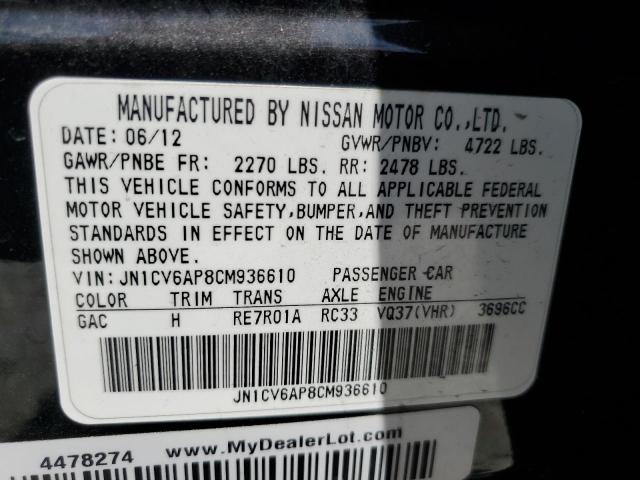 MANUFACTURED BY NISSAN MOTOR CO.,LTD.
DATE: 06/12 GVWR/PNBV: 4722 LBS.
GAWR/PNBE FR: 2270 LBS. RR: 2478 LBS.
THIS VEHICLE CONFORMS TO ALL APPLICABLE FEDERAL
MOTOR VEHICLE SAFETY,BUMPER,AND THEFT PREVENTION
STANDARDS IN EFFECT ON THE DATE OF MANUFACTURE
SHOWN ABOVE.
VIN:JN1CV6AP8CM936610 PASSENGER CAR
COLOR TRIM TRANS AXLE ENGINE
GAC H RE7R01A RC33 VQ37(VHR) 3696CC
JN1CV6AP8CM936610
4478274 www.MyDealerLot.com